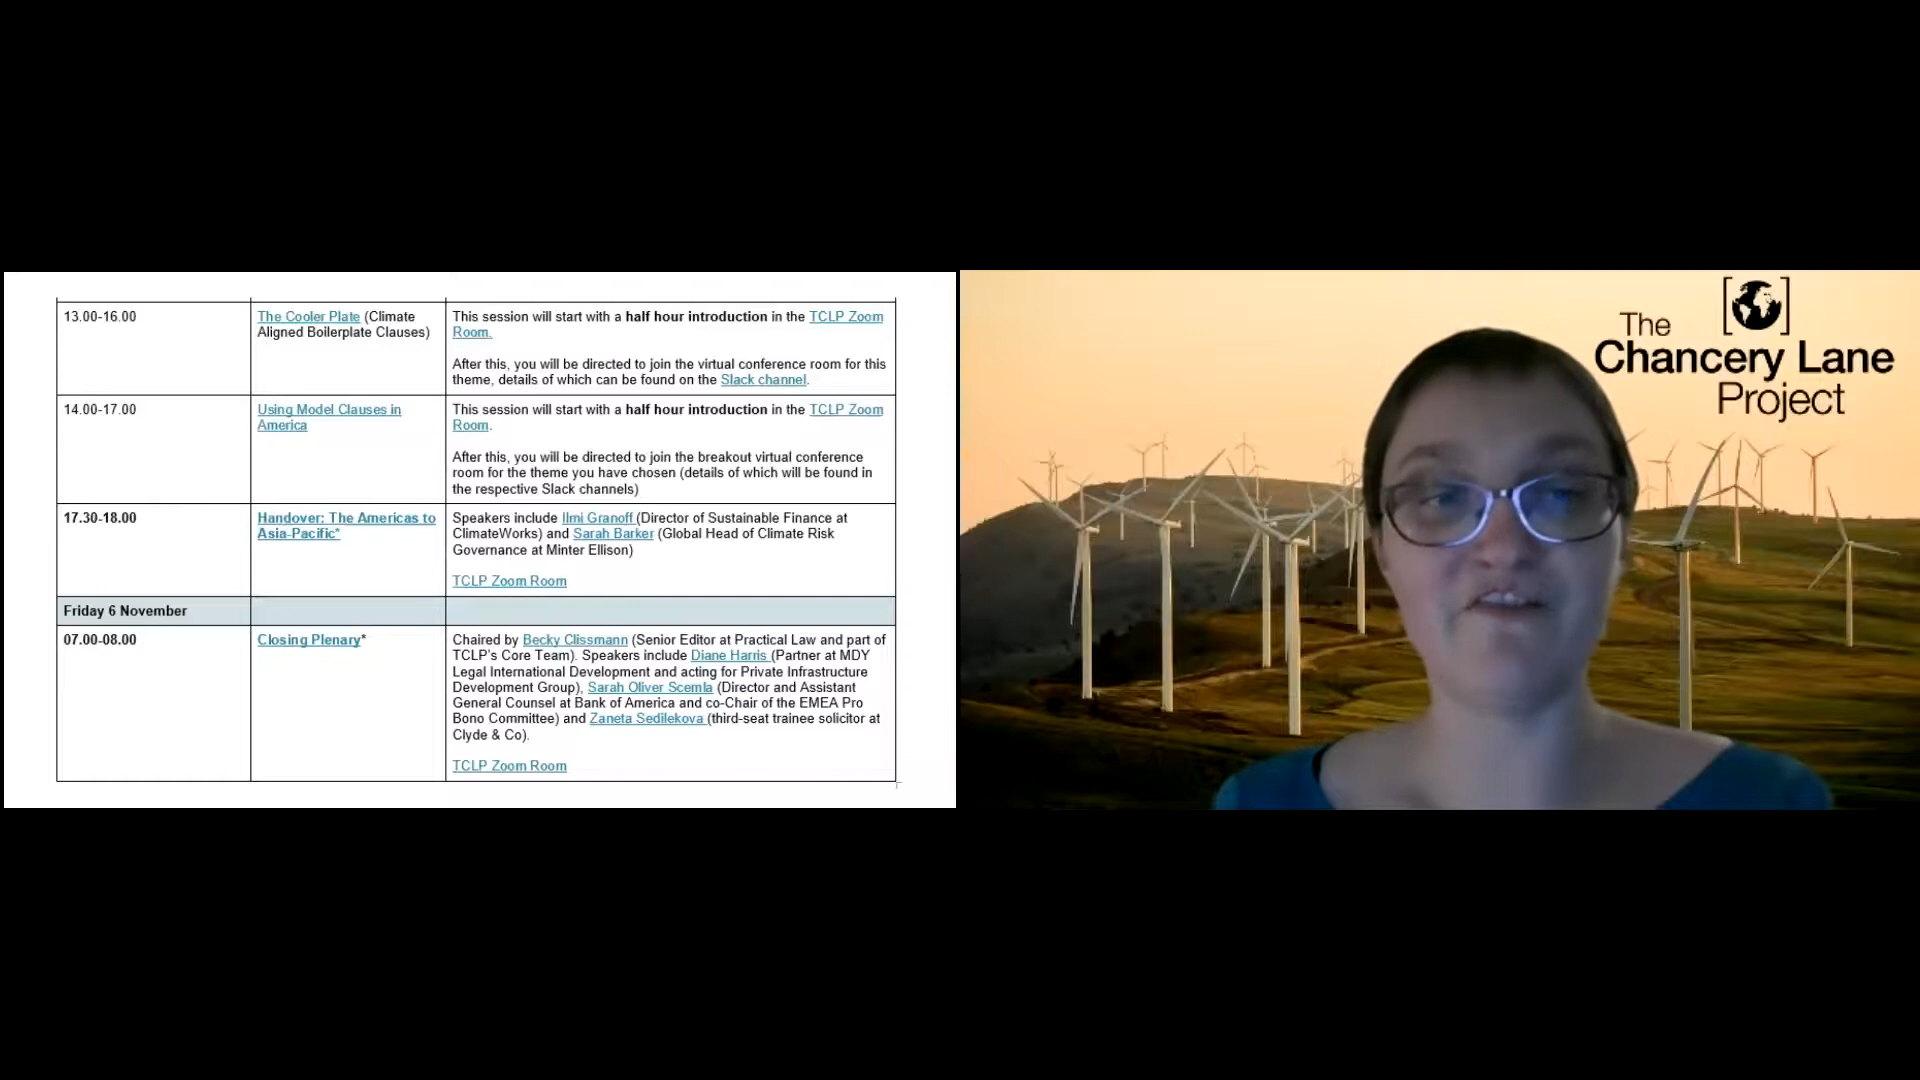 13.00-16.00
The Cooler Plate (Climate
Aligned Boilerplate Clauses)
This session will start with a half hour introduction in the TCLP Zoom
Room.
After this, you will be directed to join the virtual conference room for this
theme, details of which can be found on the Slack channel.
14.00-17.00
Using Model Clauses in
America
This session will start with a half hour introduction in the TCLP Zoom
Room.
After this, you will be directed to join the breakout virtual conference
room for the theme you have chosen (details of which will be found in
the respective Slack channels)
17.30-18.00
Handover: The Americas to
Asia-Pacific*
Speakers include Ilmi Granoff (Director of Sustainable Finance at
ClimateWorks) and Sarah Barker (Global Head of Climate Risk
Governance at Minter Ellison)
TCLP Zoom Room
Friday 6 November
07.00-08.00
Closing Plenary*
Chaired by Becky Clissmann (Senior Editor at Practical Law and part of
TCLP's Core Team). Speakers include Diane Harris (Partner at MDY
Legal International Development and acting for Private Infrastructure
Development Group), Sarah Oliver Scemla (Director and Assistant
General Counsel at Bank of America and co-Chair of the EMEA Pro
Bono Committee) and Zaneta Sedilekova (third-seat trainee solicitor at
Clyde & Co).
TCLP Zoom Room
The
Chancery Lane
Project